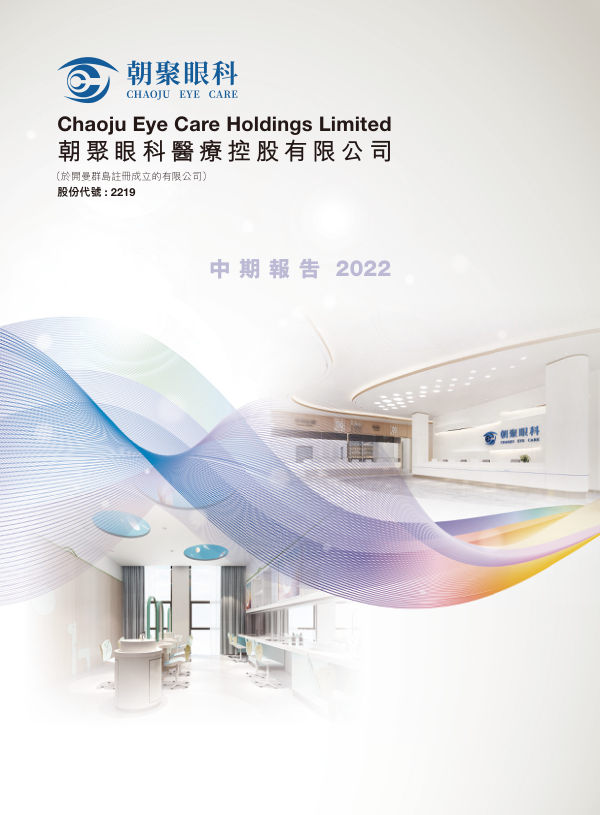 朝聚眼科
CHAOJU EYE CARE
Chaoju Eye Care Holdings Limited
朝聚眼科醫療控股有限公司
(於開曼群島註冊成立的有限公司)
股份代號 : 2219
中期報告 2022
朝聚眼科
CHAOJU EYE CARE